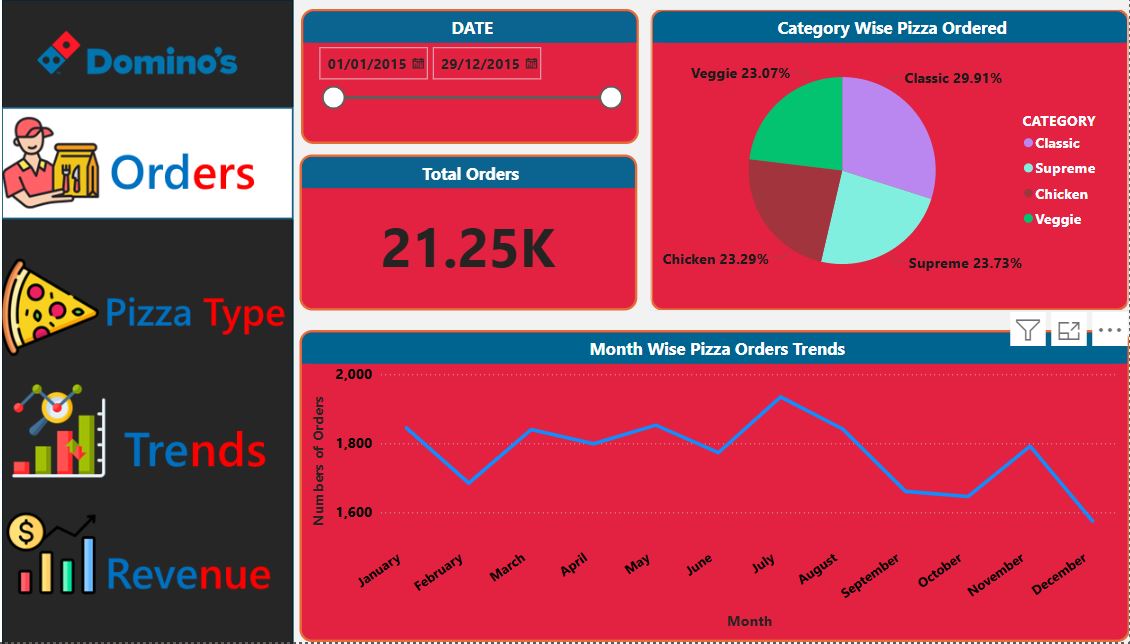 Domino's
Orders
Pizza Type
Trends
Revenue
DATE
01/01/2015
29/12/2015
Total Orders
21.25K
Category Wise Pizza Ordered
Veggie 23.07%
Classic 29.91%
Chicken 23.29%
Supreme 23.73%
CATEGORY
Classic
Supreme
Chicken
Veggie
Month Wise Pizza Orders Trends
Numbers of Orders
2,000
1,800
1,600
January
February
March
April
May
June
July
August
September
October
November
December
Month